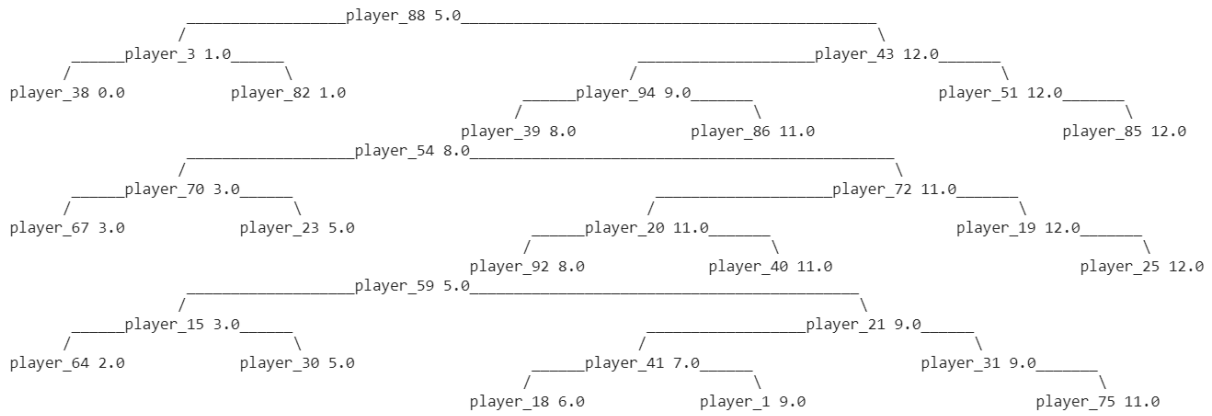 player_88 5.0
player_3 1.0 player_43 12.0
player_38 0.0 player_82 1.0 player_94 9.0 player_51 12.0
player_39 8.0 player_86 11.0 player_85 12.0
player_54 8.0
player_70 3.0 player_72 11.0
player_67 3.0 player_23 5.0 player_20 11.0 player_19 12.0
player_92 8.0 player_40 11.0 player_25 12.0
player_59 5.0
player_15 3.0 player_21 9.0
player_64 2.0 player_30 5.0 player_41 7.0 player_31 9.0
player_18 6.0 player_1 9.0 player_75 11.0